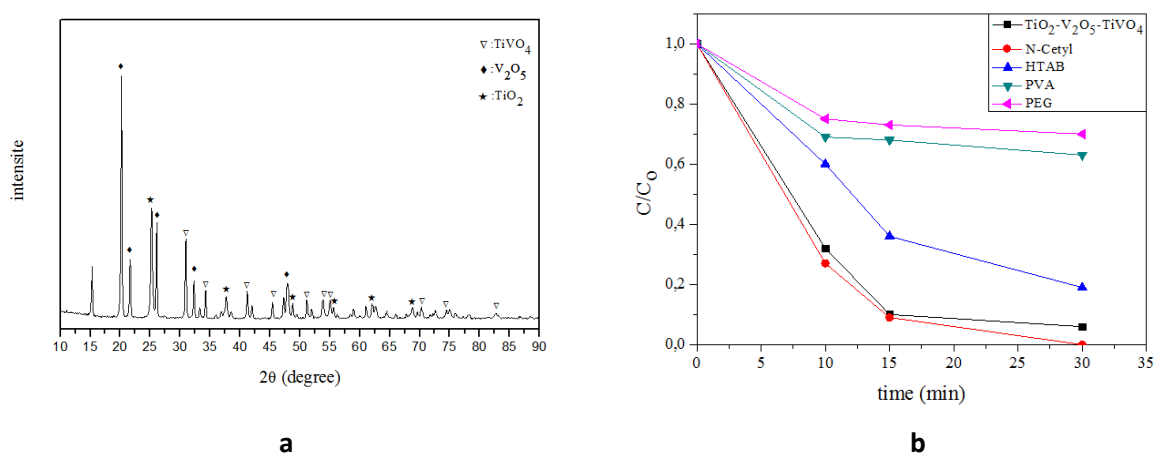 intensite
▽ :TiVO₄
♦ :V₂O₅
★ :TiO₂
10 15 20 25 30 35 40 45 50 55 60 65 70 75 80 85 90
2θ (degree)
a
C/C₀
1,0
0,8
0,6
0,4
0,2
0,0
TiO₂-V₂O₅-TiVO₄
N-Cetyl
HTAB
PVA
PEG
0 5 10 15 20 25 30 35
time (min)
b